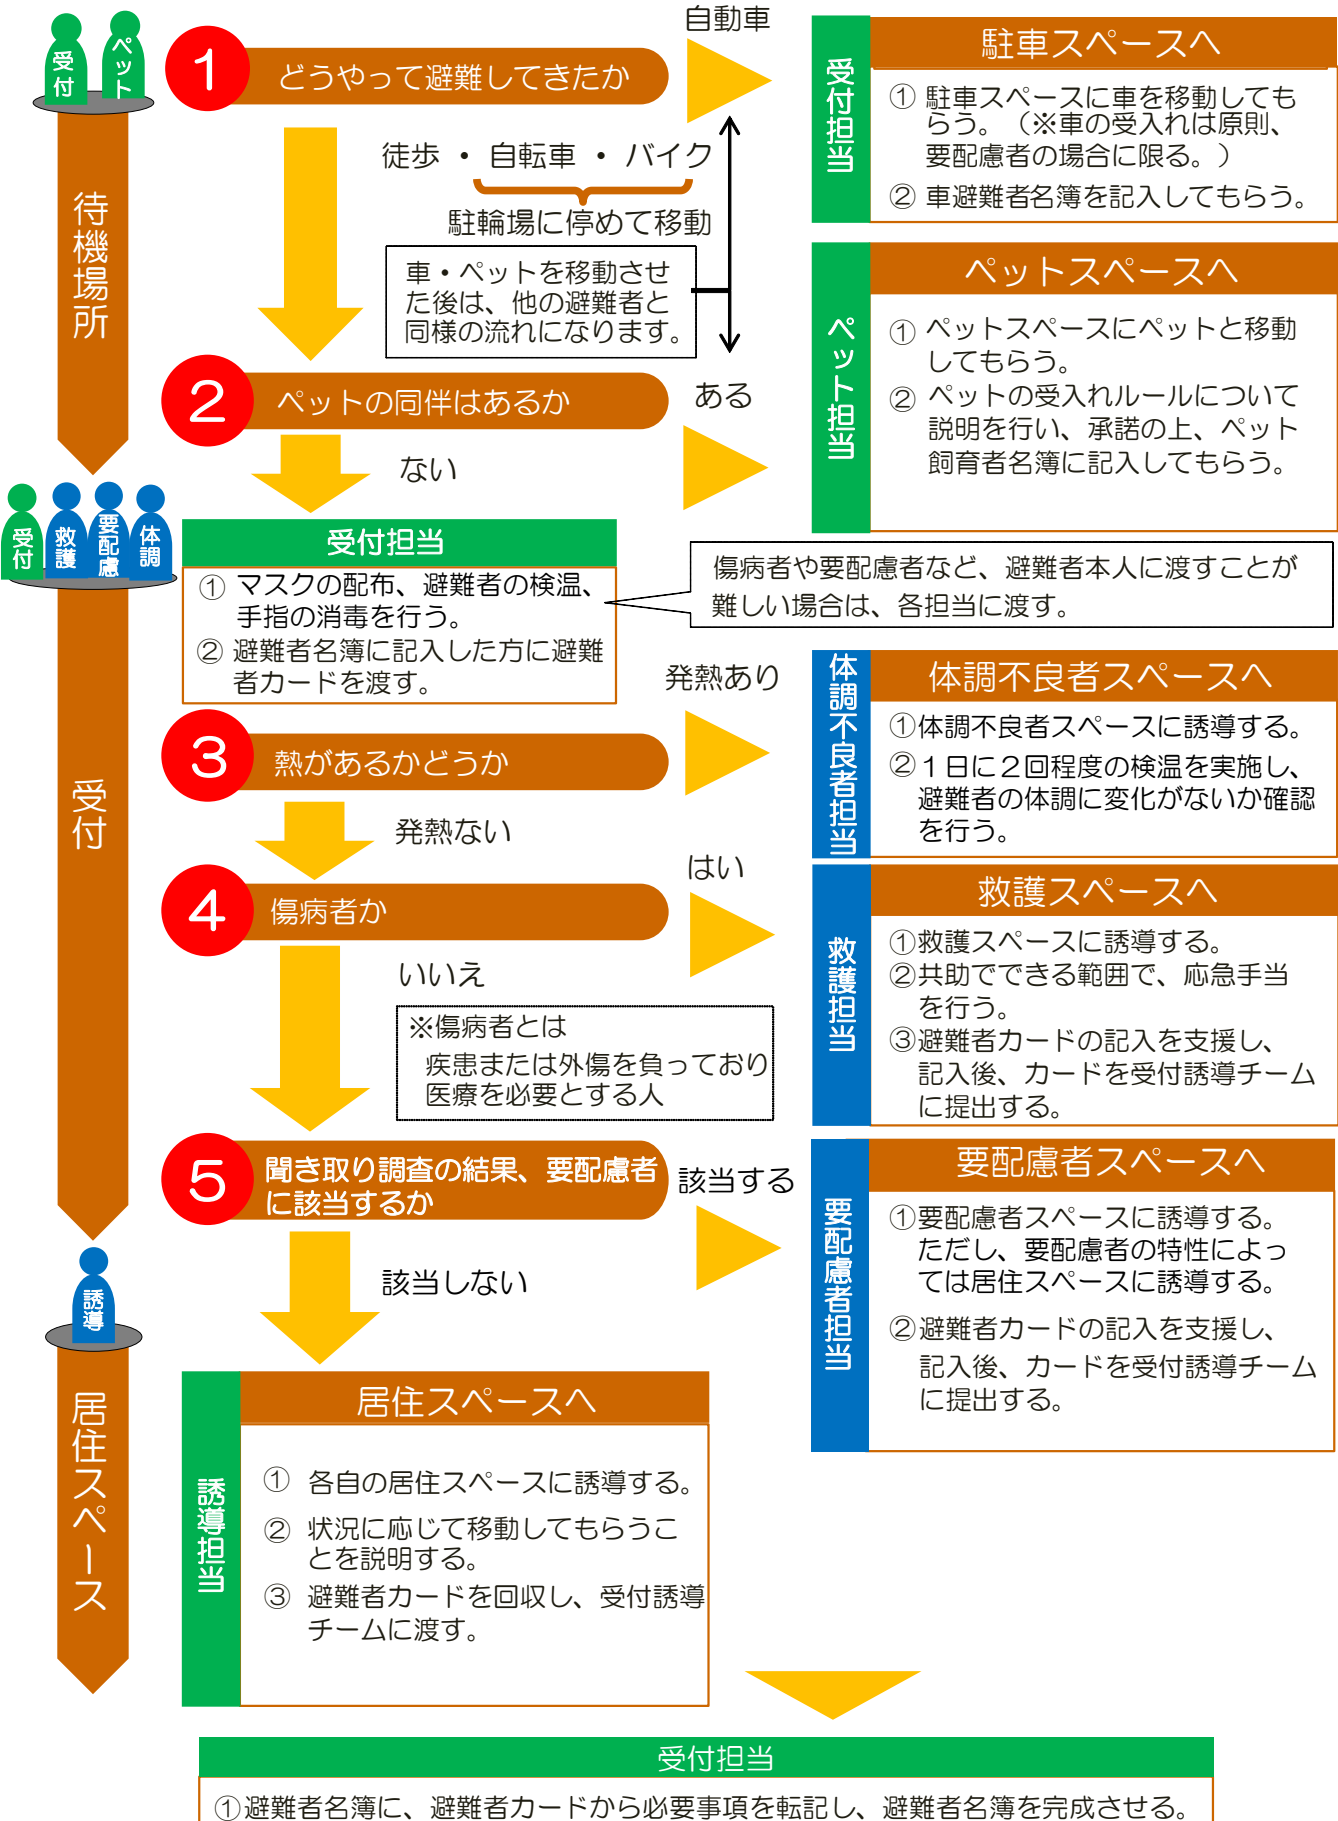 受付
ペット
待機場所
1
どうやって避難してきたか
自動車
徒歩 ・ 自転車 ・ バイク
駐輪場に停めて移動
車・ペットを移動させ
た後は、他の避難者と
同様の流れになります。
受付担当
駐車スペースへ
① 駐車スペースに車を移動しても
らう。（※車の受入れは原則、
要配慮者の場合に限る。）
② 車避難者名簿を記入してもらう。
2
ペットの同伴はあるか
ある
ない
ペット担当
ペットスペースへ
① ペットスペースにペットと移動
してもらう。
② ペットの受入れルールについて
説明を行い、承諾の上、ペット
飼育者名簿に記入してもらう。
受付
救護
要配慮
体調
受付
受付担当
① マスクの配布、避難者の検温、
手指の消毒を行う。
② 避難者名簿に記入した方に避難
者カードを渡す。
傷病者や要配慮者など、避難者本人に渡すことが
難しい場合は、各担当に渡す。
3
熱があるかどうか
発熱あり
発熱ない
体調不良者担当
体調不良者スペースへ
①体調不良者スペースに誘導する。
②１日に２回程度の検温を実施し、
避難者の体調に変化がないか確認
を行う。
4
傷病者か
はい
いいえ
※傷病者とは
疾患または外傷を負っており
医療を必要とする人
救護担当
救護スペースへ
①救護スペースに誘導する。
②共助でできる範囲で、応急手当
を行う。
③避難者カードの記入を支援し、
記入後、カードを受付誘導チーム
に提出する。
5
聞き取り調査の結果、要配慮者
に該当するか
該当する
該当しない
要配慮者担当
要配慮者スペースへ
①要配慮者スペースに誘導する。
ただし、要配慮者の特性によっ
ては居住スペースに誘導する。
②避難者カードの記入を支援し、
記入後、カードを受付誘導チーム
に提出する。
誘導
居住スペース
誘導担当
居住スペースへ
① 各自の居住スペースに誘導する。
② 状況に応じて移動してもらうこ
とを説明する。
③ 避難者カードを回収し、受付誘導
チームに渡す。
受付担当
①避難者名簿に、避難者カードから必要事項を転記し、避難者名簿を完成させる。